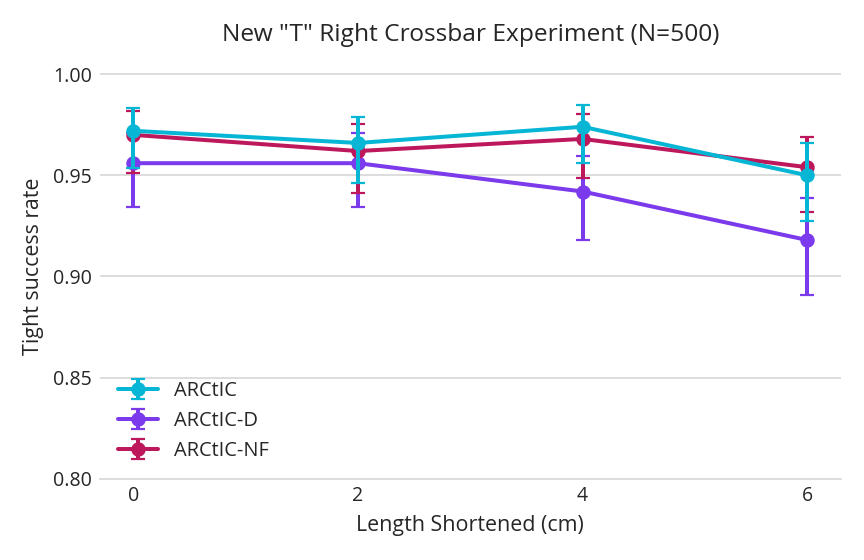 New "T" Right Crossbar Experiment (N=500)
1.00
0.95
0.90
0.85
0.80
Tight success rate
ARCtIC
ARCtIC-D
ARCtIC-NF
0 2 4 6
Length Shortened (cm)